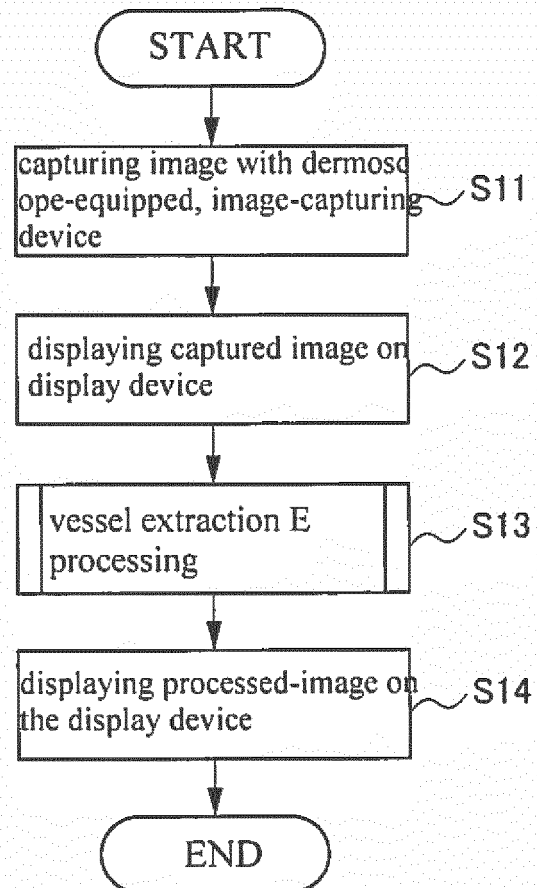 START
capturing image with dermosc
ope-equipped, image-capturing
device
S11
displaying captured image on
display device
S12
vessel extraction E
processing
S13
displaying processed-image on
the display device
S14
END